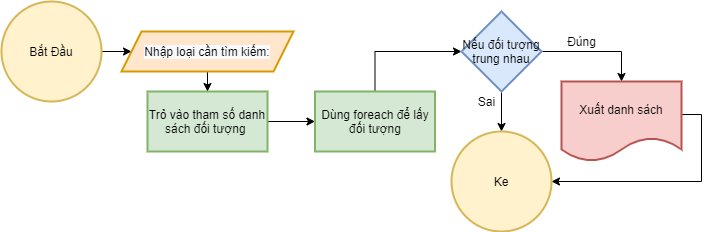 Bắt Đầu
Nhập loại cần tìm kiếm:
Trỏ vào tham số danh
sách đối tượng
Dùng foreach để lấy
đối tượng
Nếu đối tượng
trung nhau
Đúng
Sai
Xuất danh sách
Ke